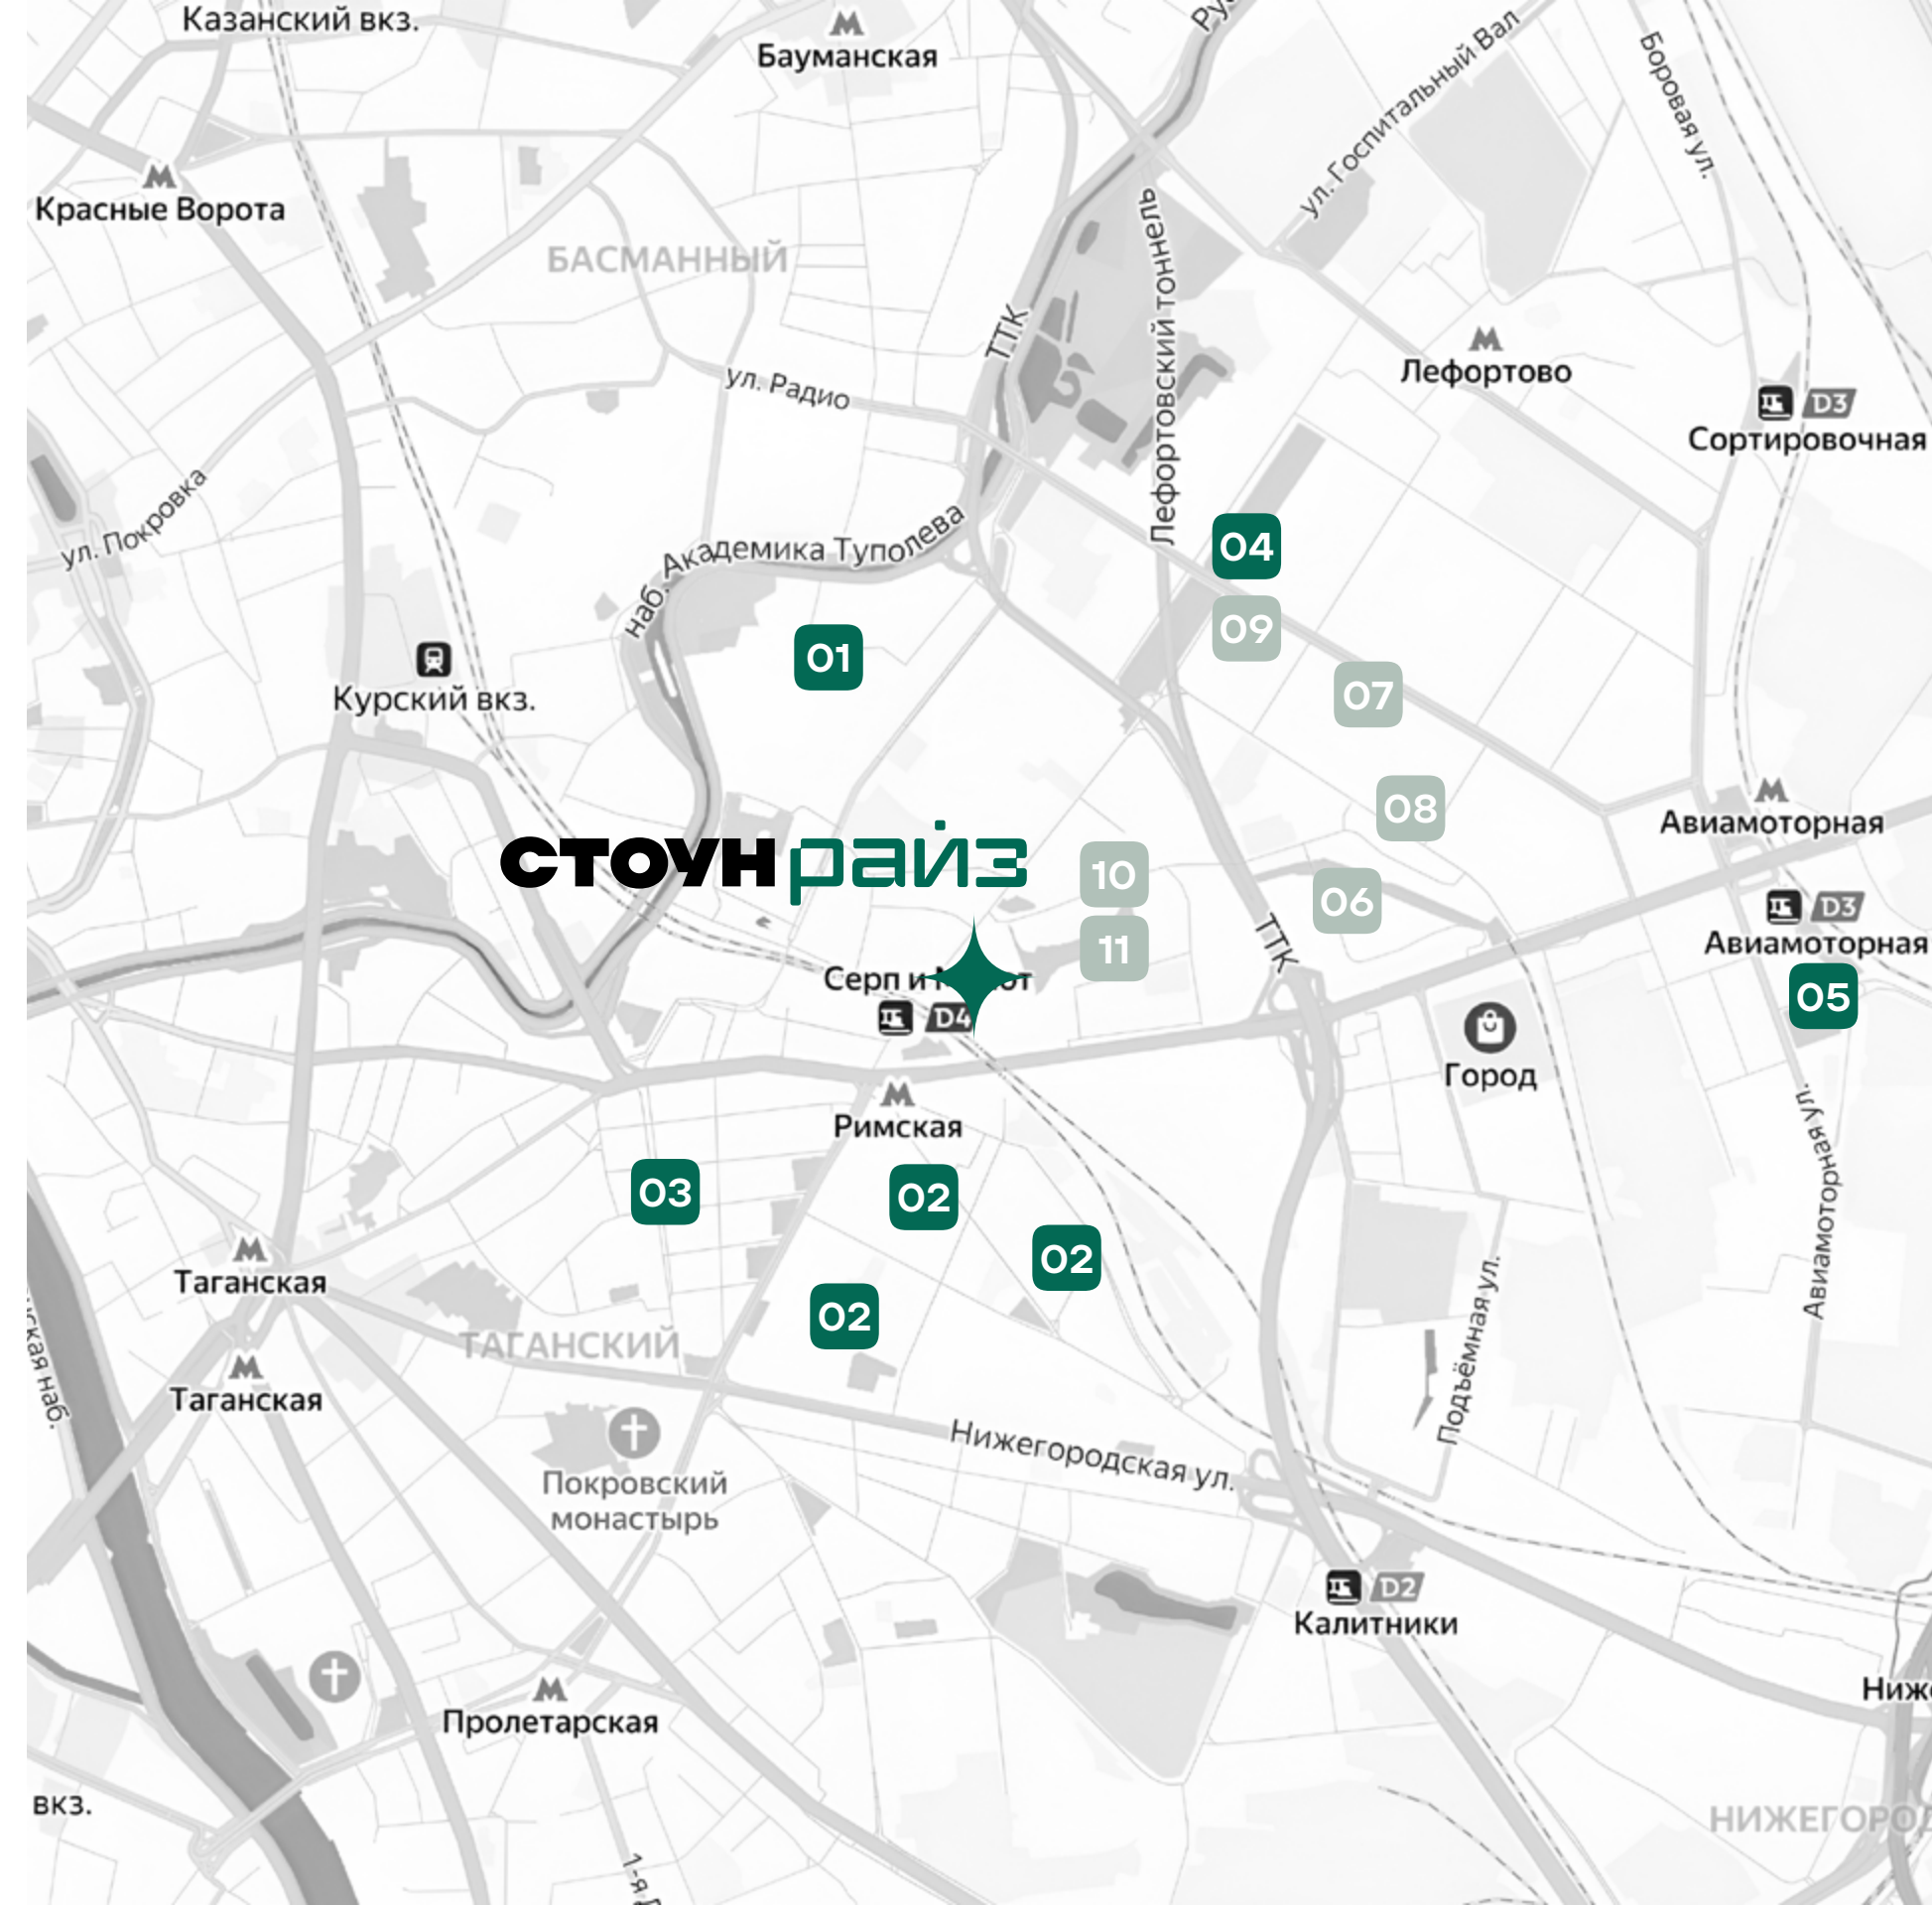 Казанский вкз.
Бауманская
ул. Госпитальный Вал
Боровая ул.
Красные Ворота
БАСМАННЫЙ
Лефортовский тоннель
ТТК
Лефортово
ул. Радио
D3
Сортировочная
ул. Покровка
наб. Академика Туполева
04
09
01
Курский вкз.
07
08
Авиамоторная
стоун райз
10
06
D3
Авиамоторная
11
ТТК
Серп и
05
D4
Город
Римская
Авиамоторная ул.
03
02
02
Таганская
02
Подъёмная ул.
ТАГАНСКИЙ
Таганская
Нижегородская ул.
Покровский
монастырь
D2
Калитники
Пролетарская
вкз.